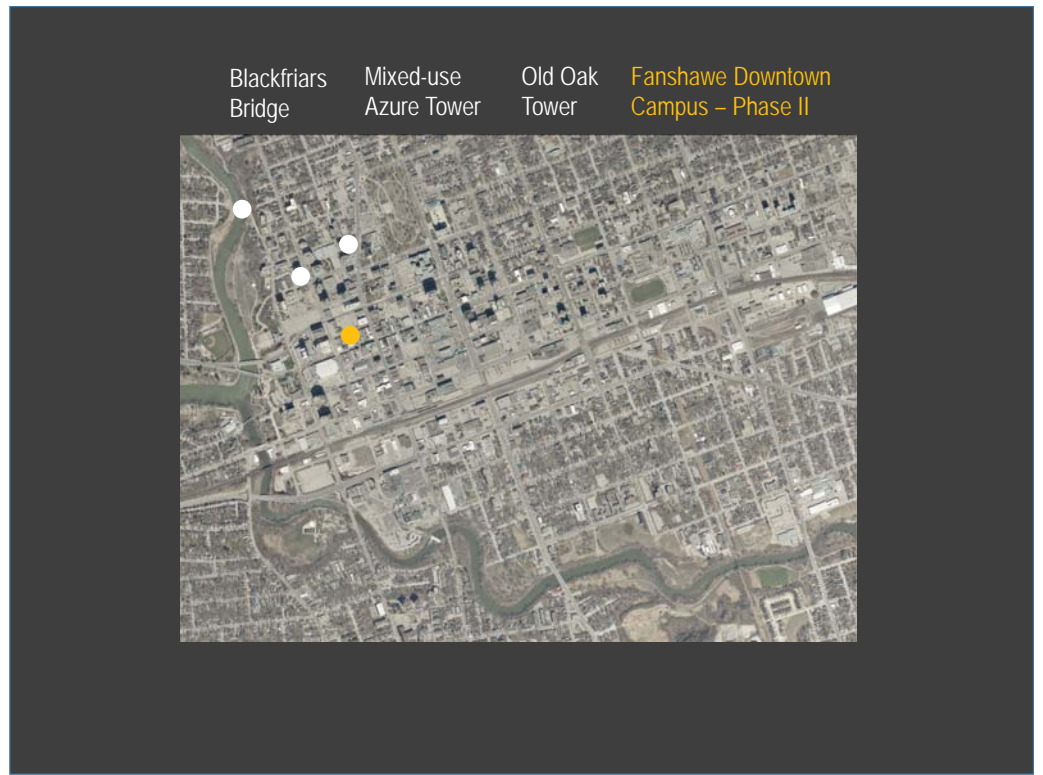 Blackfriars
Bridge
Mixed-use
Azure Tower
Old Oak
Tower
Fanshawe Downtown
Campus – Phase II